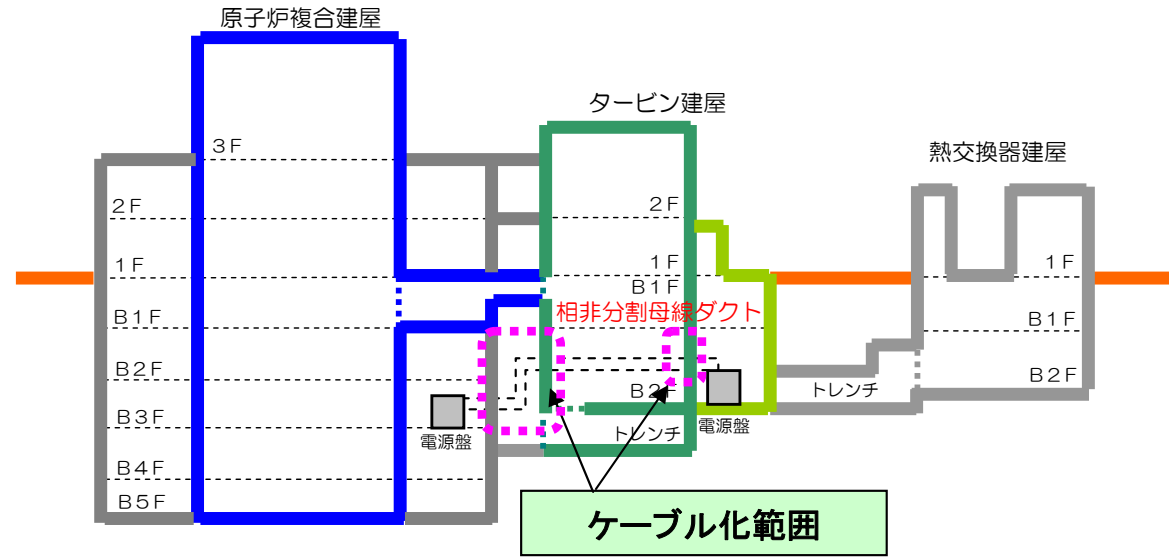 原子炉複合建屋
タービン建屋
熱交換器建屋
3F
2F
2F
1F
1F
1F
B1F
B1F
相非分割母線ダクト
B1F
B2F
B2F
B2F
トレンチ
B3F
電源盤
トレンチ
電源盤
B4F
B5F
ケーブル化範囲